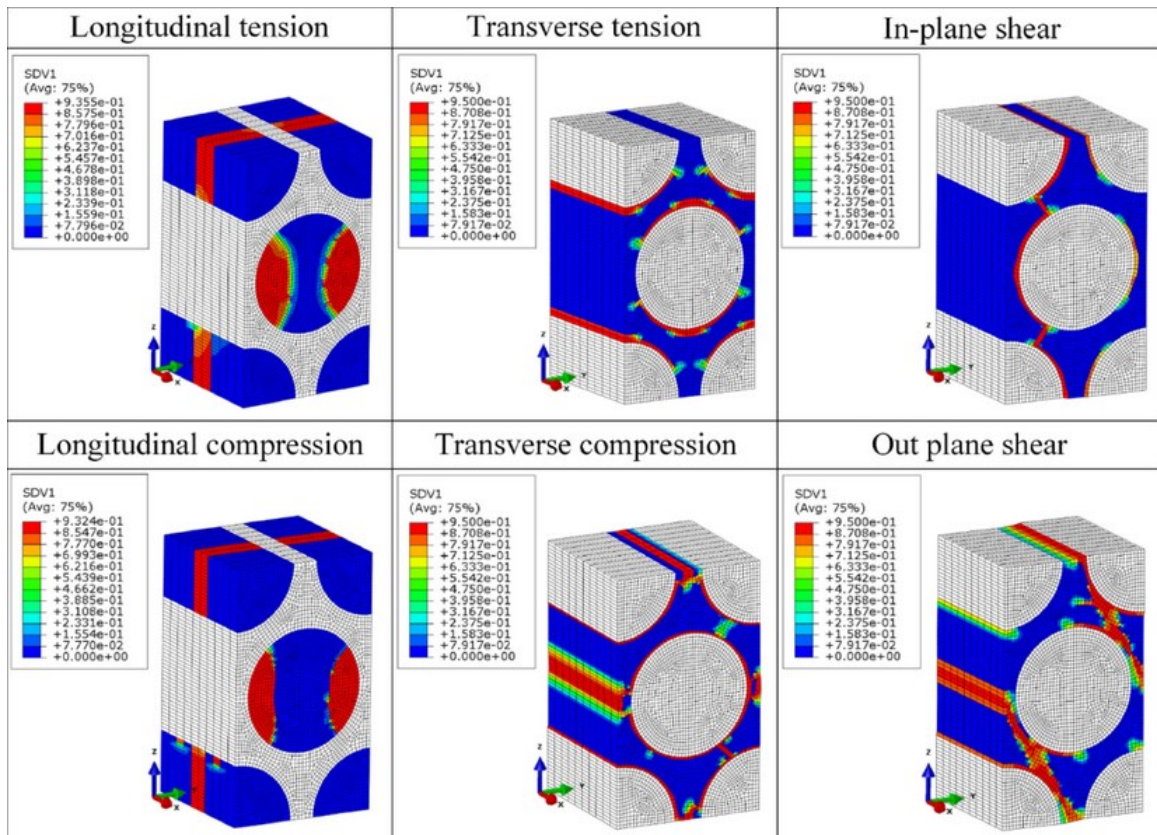 Longitudinal tension
Transverse tension
In-plane shear
SDV1
(Avg: 75%)
+9.355e-01
+8.575e-01
+7.796e-01
+7.016e-01
+6.237e-01
+5.457e-01
+4.678e-01
+3.898e-01
+3.118e-01
+2.339e-01
+1.559e-01
+7.796e-02
+0.000e+00
Z
X
SDV1
(Avg: 75%)
+9.500e-01
+8.708e-01
+7.917e-01
+7.125e-01
+6.333e-01
+5.542e-01
+4.750e-01
+3.958e-01
+3.167e-01
+2.375e-01
+1.583e-01
+7.917e-02
+0.000e+00
Z
Y
X
SDV1
(Avg: 75%)
+9.500e-01
+8.708e-01
+7.917e-01
+7.125e-01
+6.333e-01
+5.542e-01
+4.750e-01
+3.958e-01
+3.167e-01
+2.375e-01
+1.583e-01
+7.917e-02
+0.000e+00
Z
Y
X
Longitudinal compression
Transverse compression
Out plane shear
SDV1
(Avg: 75%)
+9.324e-01
+8.547e-01
+7.770e-01
+6.993e-01
+6.216e-01
+5.439e-01
+4.662e-01
+3.885e-01
+3.108e-01
+2.331e-01
+1.554e-01
+7.770e-02
+0.000e+00
Z
X
SDV1
(Avg: 75%)
+9.500e-01
+8.708e-01
+7.917e-01
+7.125e-01
+6.333e-01
+5.542e-01
+4.750e-01
+3.958e-01
+3.167e-01
+2.375e-01
+1.583e-01
+7.917e-02
+0.000e+00
Z
Y
X
SDV1
(Avg: 75%)
+9.500e-01
+8.708e-01
+7.917e-01
+7.125e-01
+6.333e-01
+5.542e-01
+4.750e-01
+3.958e-01
+3.167e-01
+2.375e-01
+1.583e-01
+7.917e-02
+0.000e+00
Z
Y
X